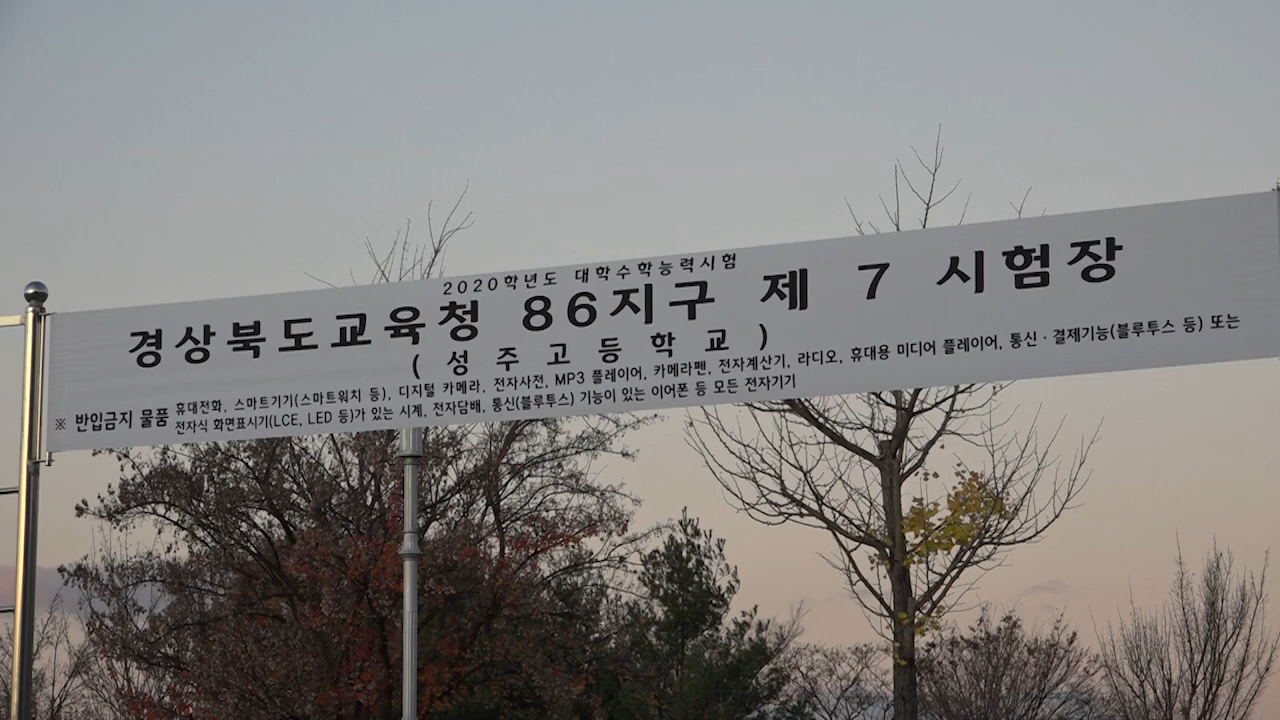 2020학년도 대학수학능력시험
경상북도교육청 86지구 제 7 시험장
( 성주고등학교 )
※ 반입금지 물품
휴대전화, 스마트기기(스마트워치 등), 디지털 카메라, 전자사전, MP3 플레이어, 카메라펜, 전자계산기, 라디오, 휴대용 미디어 플레이어, 통신 · 결제기능(블루투스 등) 또는
전자식 화면표시기(LCE, LED 등)가 있는 시계, 전자담배, 통신(블루투스) 기능이 있는 이어폰 등 모든 전자기기